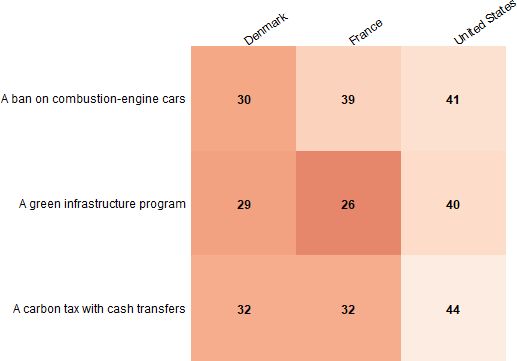 Denmark France United States
A ban on combustion-engine cars 30 39 41
A green infrastructure program 29 26 40
A carbon tax with cash transfers 32 32 44